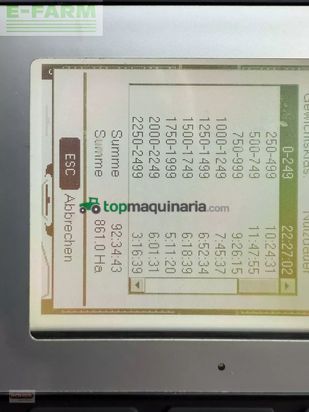 E-FARM
Gewichtsklas. Nutzdauer
0-249 22:27:02
250-499 10:24:31
500-749 11:47:55
750-999 9:26:15
1000-1249 7:45:37
1250-1499 6:52:34
1500-1749 6:18:39
1750-1999 5:11:20
2000-2249 6:01:31
2250-2499 3:16:39
Summe 92:34:43
Summe 861.0 Ha
ESC Abbrechen
topmaquinaria.com